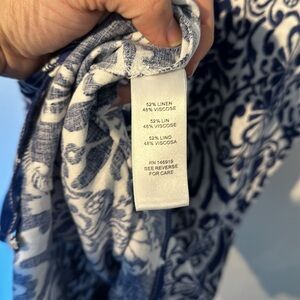 52% LINEN
48% VISCOSE
52% LIN
48% VISCOSE
52% LINO
48% VISCOSA
RN 146919
SEE REVERSE
FOR CARE